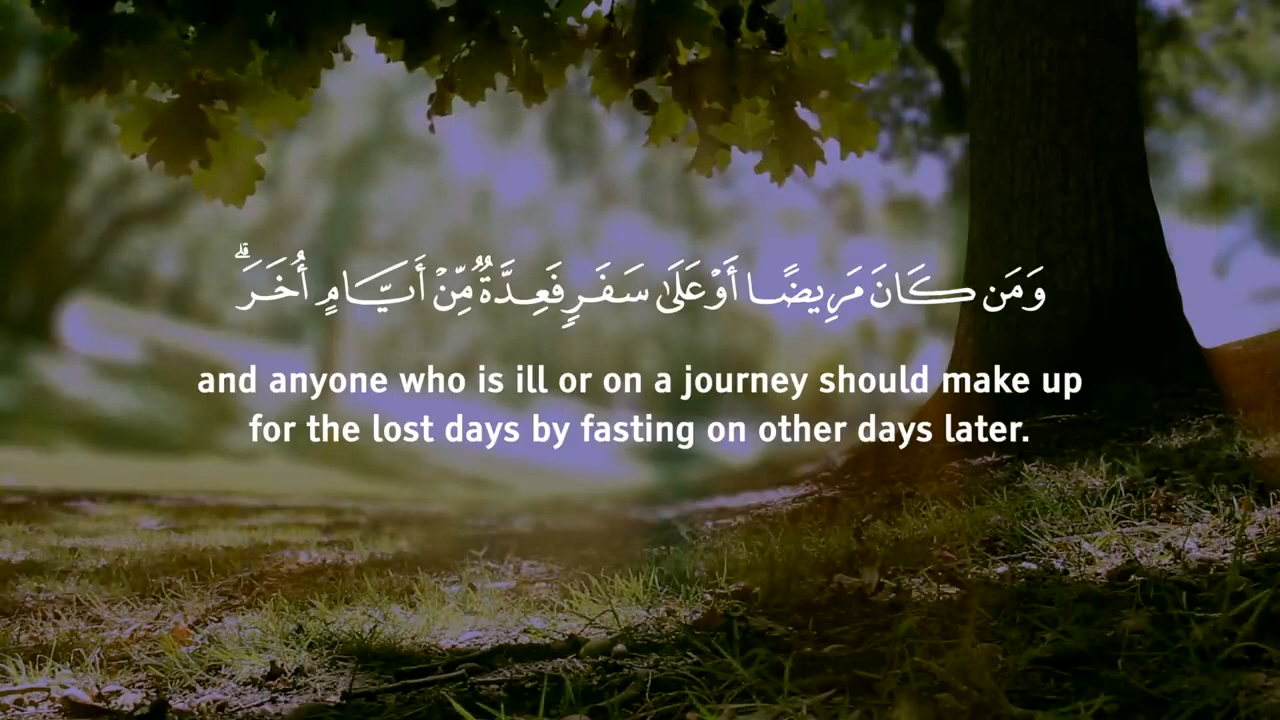 وَمَن كَانَ مَرِيضًا أَوْ عَلَىٰ سَفَرٍ فَعِدَّةٌ مِّنْ أَيَّامٍ أُخَرَ ۗ
and anyone who is ill or on a journey should make up
for the lost days by fasting on other days later.